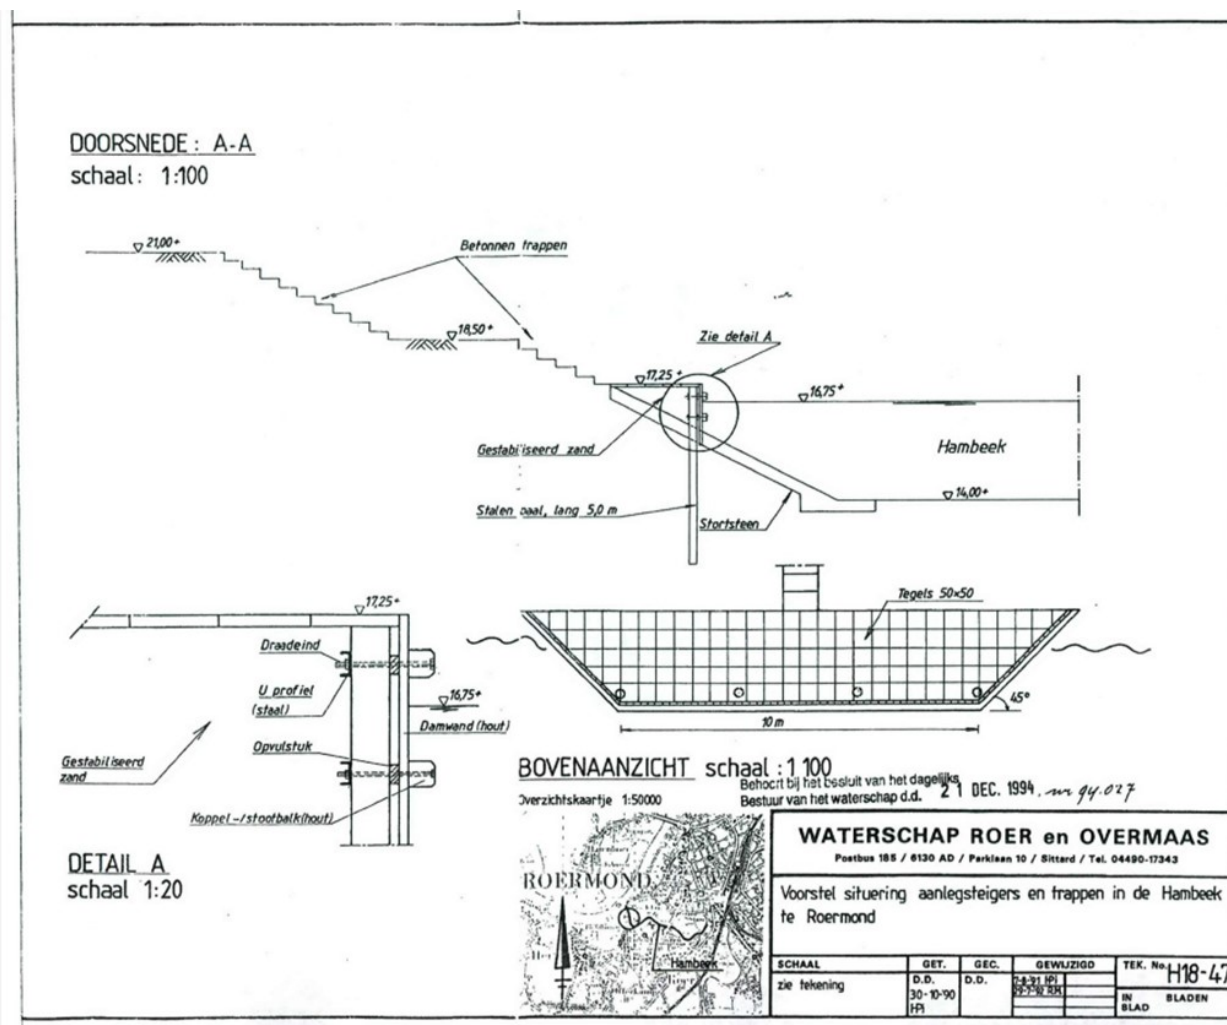 DOORSNEDE: A-A
schaal: 1:100
21,00+
Betonnen trappen
18,50+
Zie detail A
17,25+
16,75+
Gestabiliseerd zand
Hambeek
14,00+
Stalen paal, lang 5,0 m
Stortsteen
17,25+
Draadeind
U profiel
(staal)
16,75+
Damwand (hout)
Opvulstuk
Gestabiliseerd
zand
Koppel-/stootbalk(hout)
DETAIL A
schaal 1:20
Tegels 50x50
45°
10 m
BOVENAANZICHT schaal : 1 100
Overzichtskaartje 1:50000
Behoort bij het besluit van het dagelijks
Bestuur van het waterschap d.d. 21 DEC. 1994. nr 94.027
ROERMOND
Hambeek
WATERSCHAP ROER en OVERMAAS
Postbus 185 / 6130 AD / Parklaan 10 / Sittard / Tel. 04490-17343
Voorstel situering aanlegsteigers en trappen in de Hambeek
te Roermond
SCHAAL GET. GEC. GEWIJZIGD TEK. No. H18-47
zie tekening D.D. D.D.
30-10-'90
HPi
IN BLADEN
BLAD